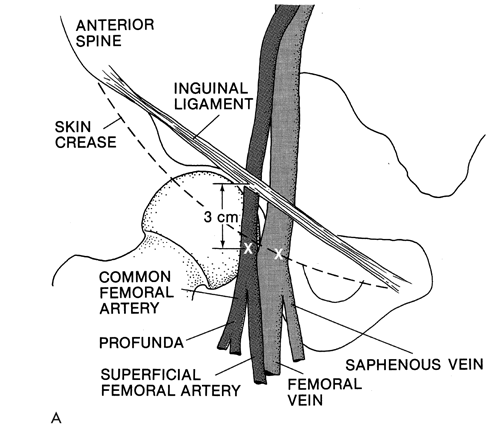 ANTERIOR
SPINE
INGUINAL
LIGAMENT
SKIN
CREASE
3 cm
X
X
COMMON
FEMORAL
ARTERY
PROFUNDA
SUPERFICIAL
FEMORAL ARTERY
FEMORAL
VEIN
SAPHENOUS VEIN
A